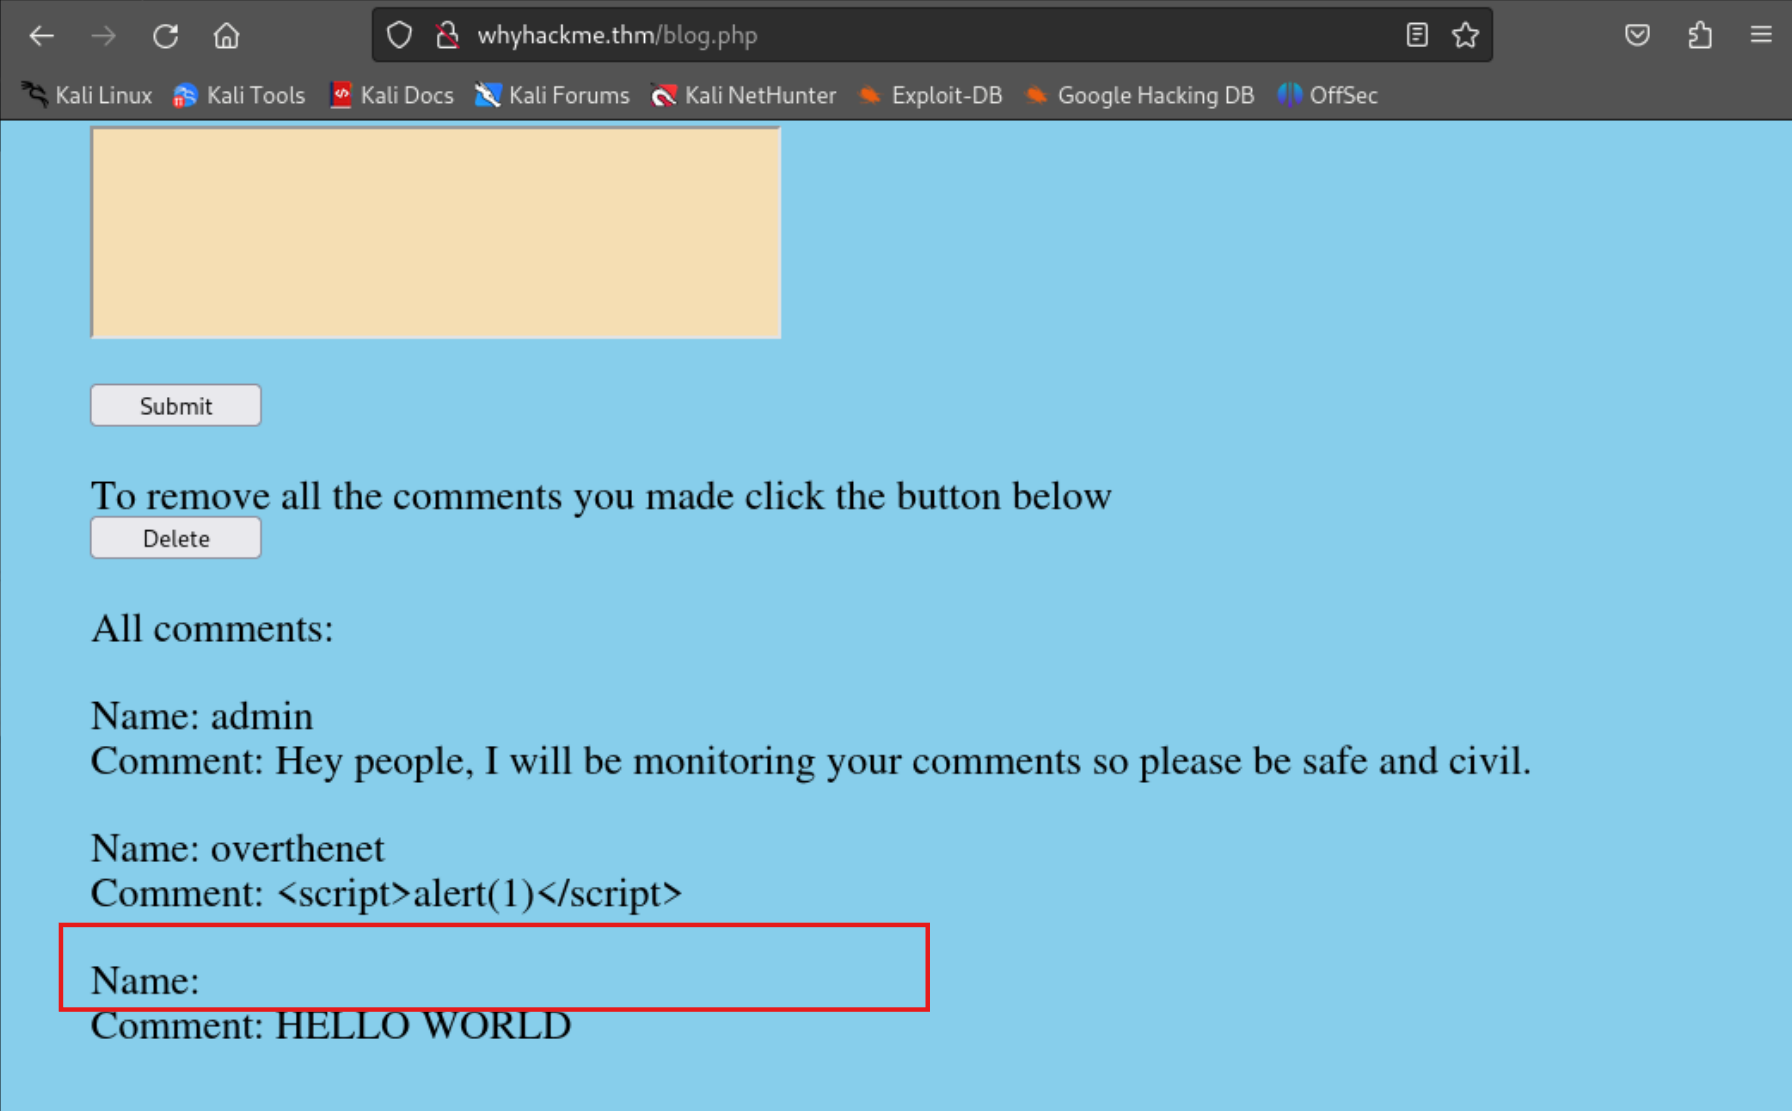 whyhackme.thm/blog.php
Kali Linux Kali Tools Kali Docs Kali Forums Kali NetHunter Exploit-DB Google Hacking DB OffSec
Submit
To remove all the comments you made click the button below
Delete
All comments:
Name: admin
Comment: Hey people, I will be monitoring your comments so please be safe and civil.
Name: overthenet
Comment: <script>alert(1)</script>
Name:
Comment: HELLO WORLD